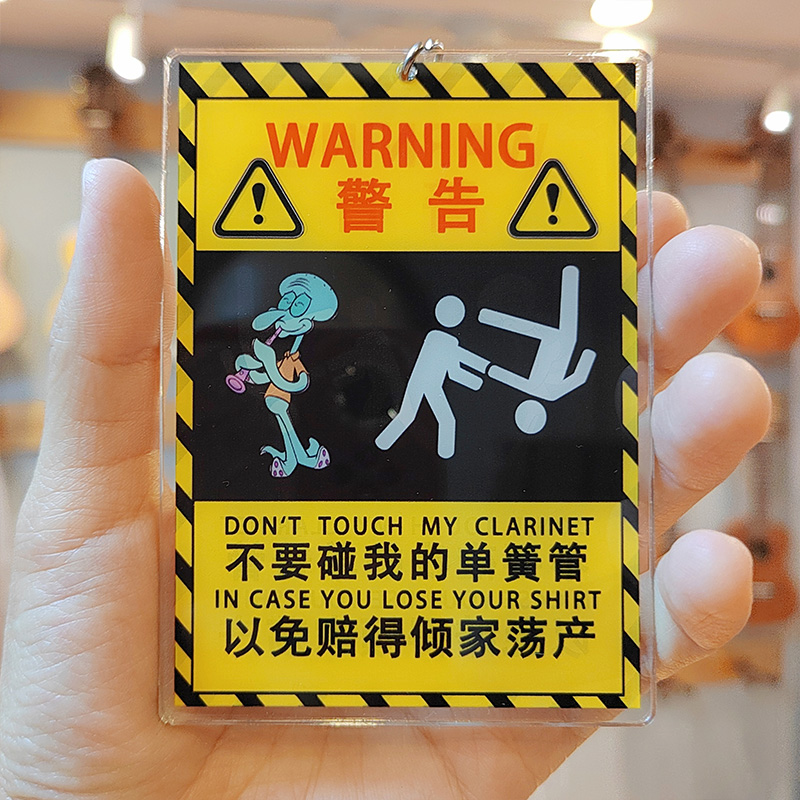 WARNING
警告
DON'T TOUCH MY CLARINET
不要碰我的单簧管
IN CASE YOU LOSE YOUR SHIRT
以免赔得倾家荡产